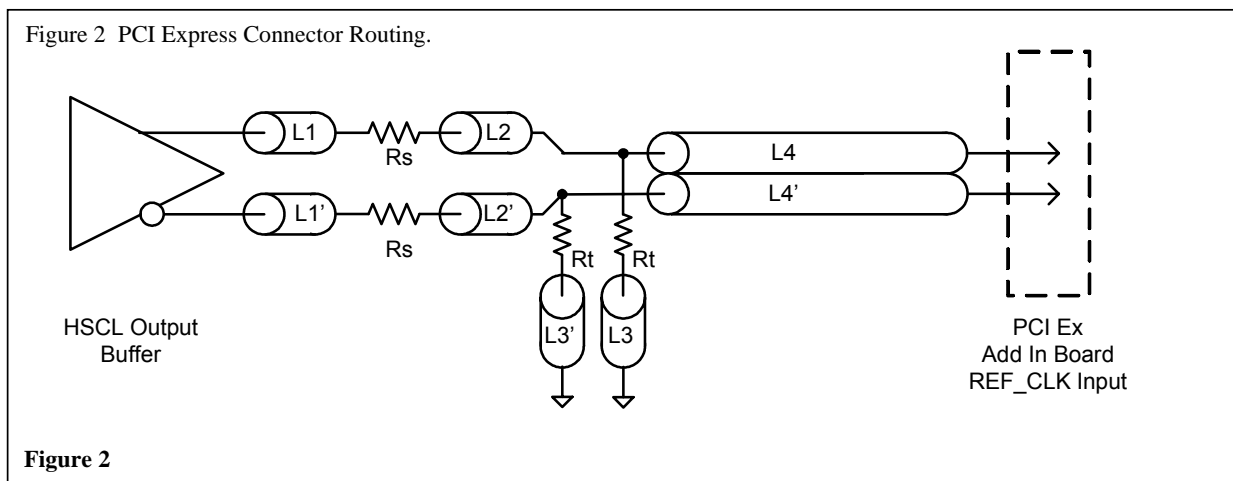 Figure 2 PCI Express Connector Routing.
L1
Rs
L2
L4
L1'
Rs
L2'
L4'
Rt
Rt
L3'
L3
HSCL Output
Buffer
PCI Ex
Add In Board
REF_CLK Input
Figure 2